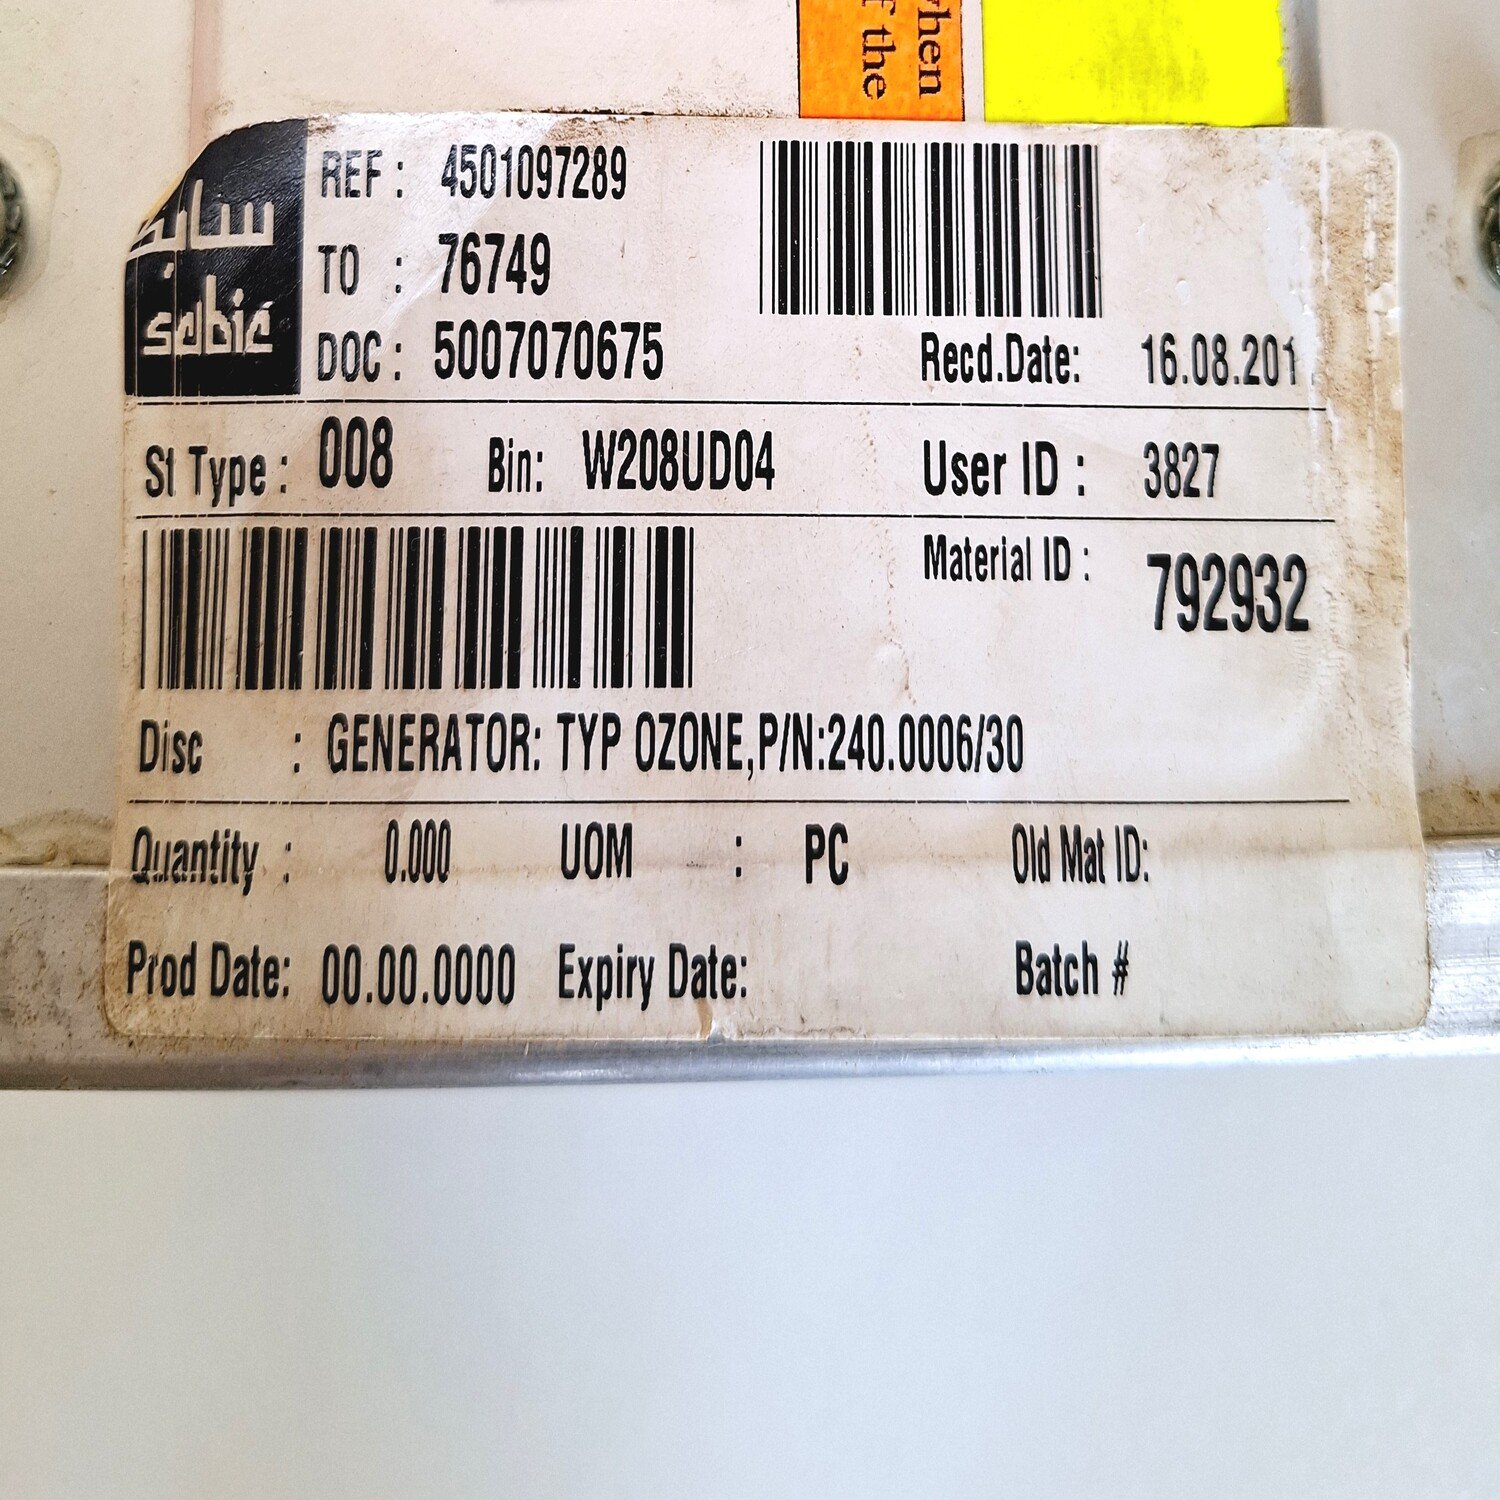 when
f the
سابك
sabic
REF : 4501097289
TO : 76749
DOC : 5007070675
Recd.Date: 16.08.201
St Type : 008 Bin: W208UD04 User ID : 3827
Material ID : 792932
Disc : GENERATOR: TYP OZONE,P/N:240.0006/30
Quantity : 0.000 UOM : PC Old Mat ID:
Prod Date: 00.00.0000 Expiry Date: Batch #